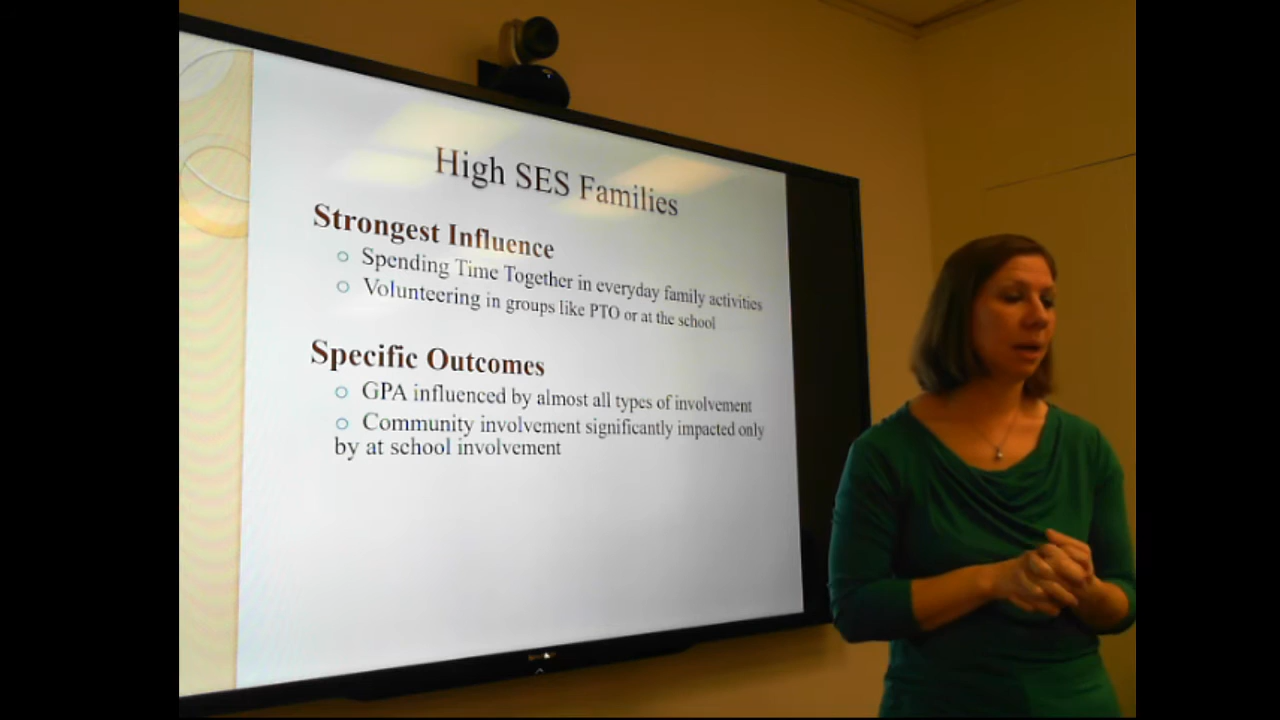 High SES Families
Strongest Influence
Spending Time Together in everyday family activities
Volunteering in groups like PTO or at the school
Specific Outcomes
GPA influenced by almost all types of involvement
Community involvement significantly impacted only
by at school involvement